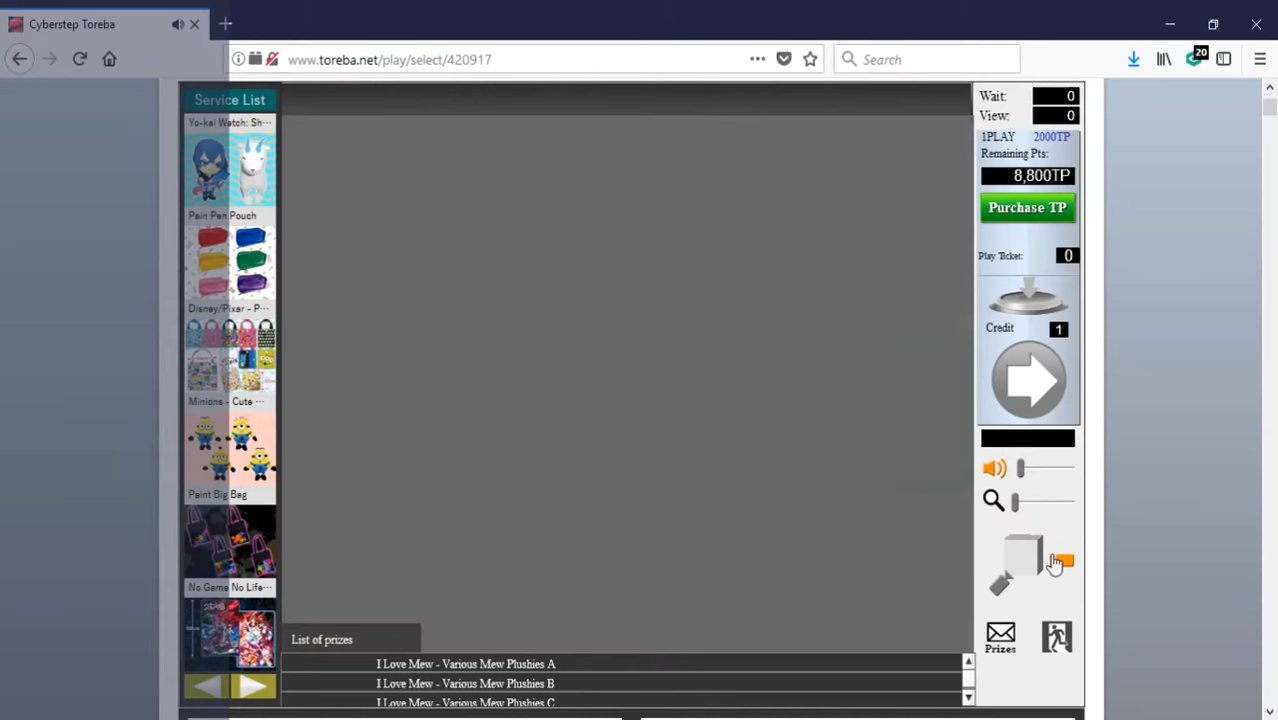 Cyberstep Toreba
www.toreba.net/play/select/420917
Search
20
Service List
Yo-kai Watch: Sh···
Pain Pen Pouch
Disney/Pixar - P···
Minions - Cute ···
Paint Big Bag
No Game No Life···
List of prizes
I Love Mew - Various Mew Plushies A
I Love Mew - Various Mew Plushies B
I Love Mew - Various Mew Plushies C
Wait: 0
View: 0
1PLAY 2000TP
Remaining Pts:
8,800TP
Purchase TP
Play Ticket: 0
Credit 1
Prizes